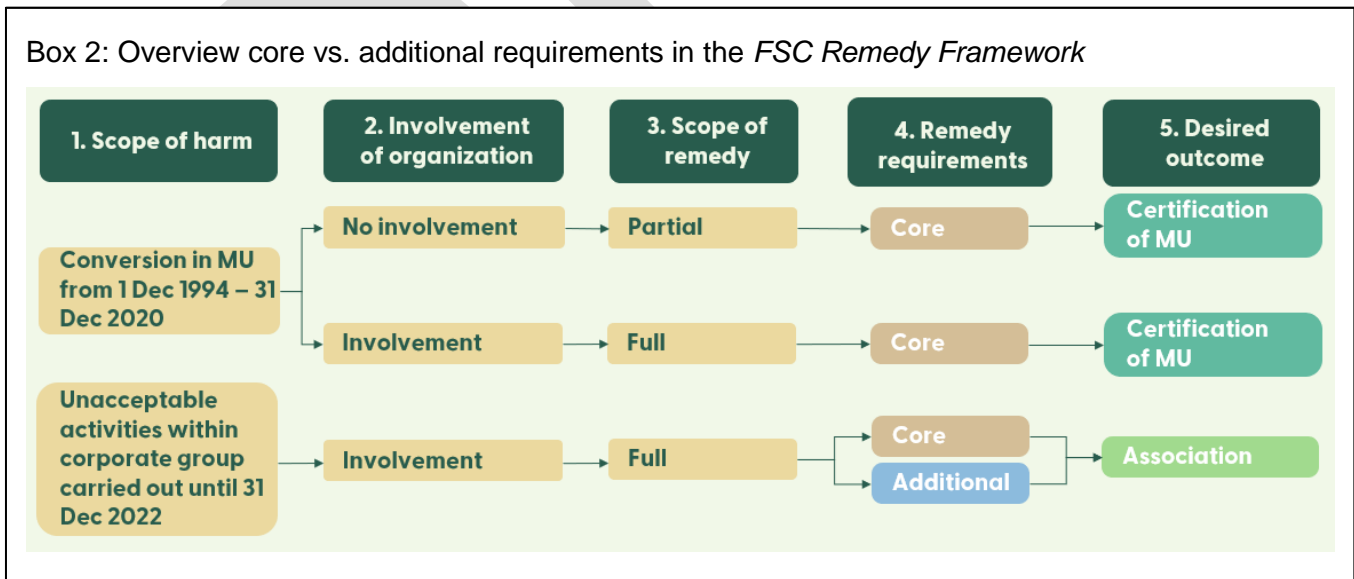 Box 2: Overview core vs. additional requirements in the FSC Remedy Framework
1. Scope of harm
2. Involvement
of organization
3. Scope of
remedy
4. Remedy
requirements
5. Desired
outcome
Conversion in MU
from 1 Dec 1994 – 31
Dec 2020
No involvement
Partial
Core
Certification
of MU
Involvement
Full
Core
Certification
of MU
Unacceptable
activities within
corporate group
carried out until 31
Dec 2022
Involvement
Full
Core
Additional
Association